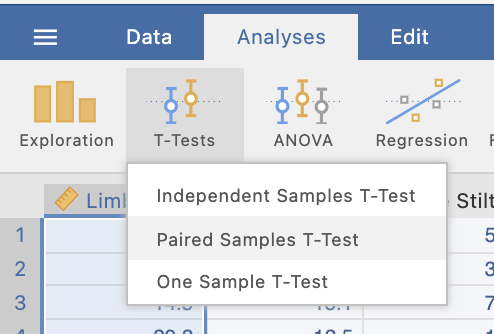 Data Analyses Edit
Exploration T-Tests ANOVA Regression
Independent Samples T-Test
Paired Samples T-Test
One Sample T-Test
Stilt
1
2
3